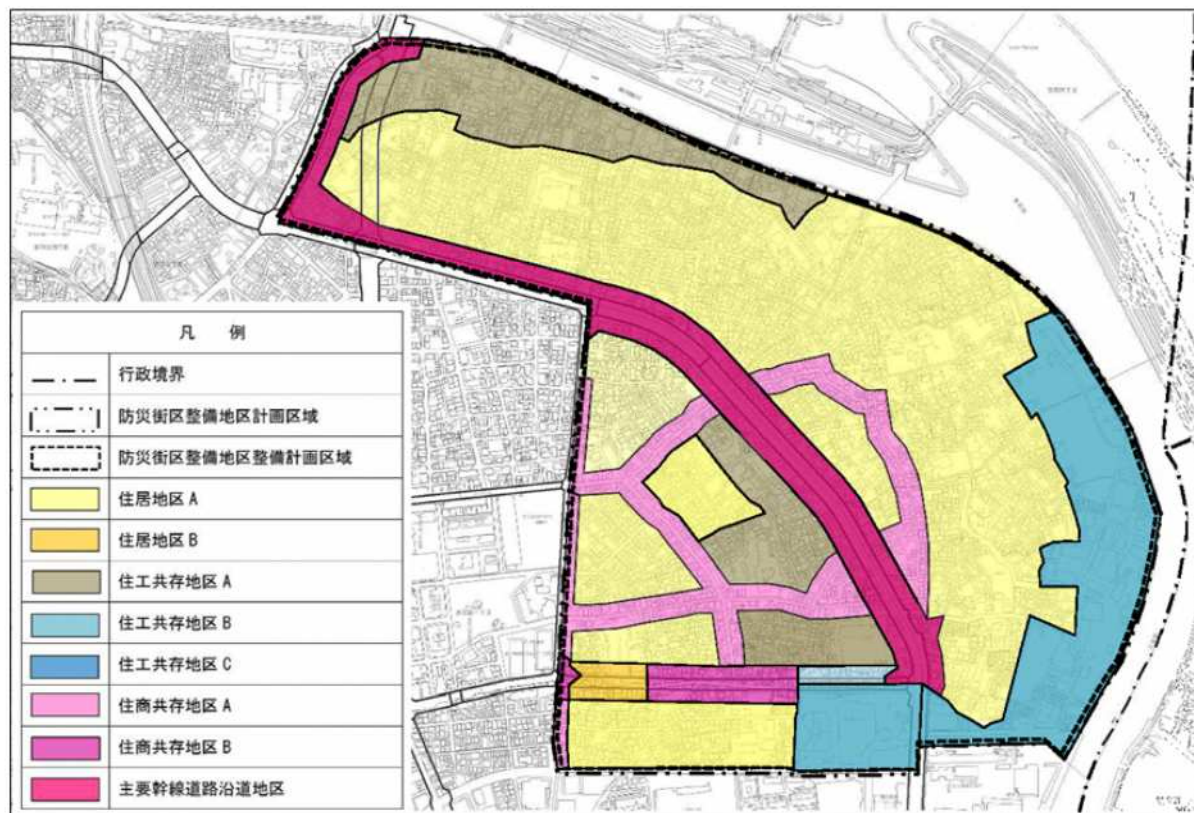 凡　例
行政境界
防災街区整備地区計画区域
防災街区整備地区整備計画区域
住居地区A
住居地区B
住工共存地区A
住工共存地区B
住工共存地区C
住商共存地区A
住商共存地区B
主要幹線道路沿道地区